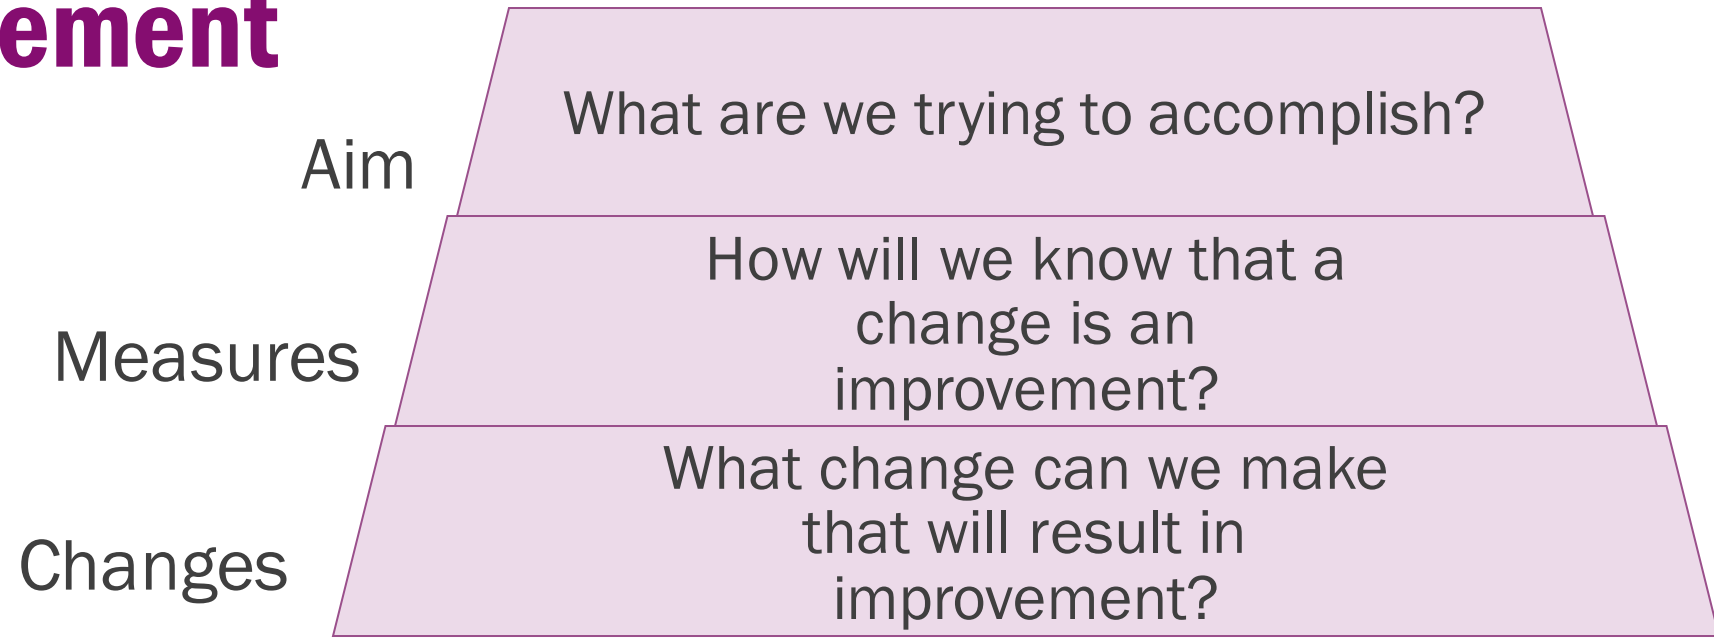 ement
Aim
What are we trying to accomplish?
Measures
How will we know that a
change is an
improvement?
Changes
What change can we make
that will result in
improvement?